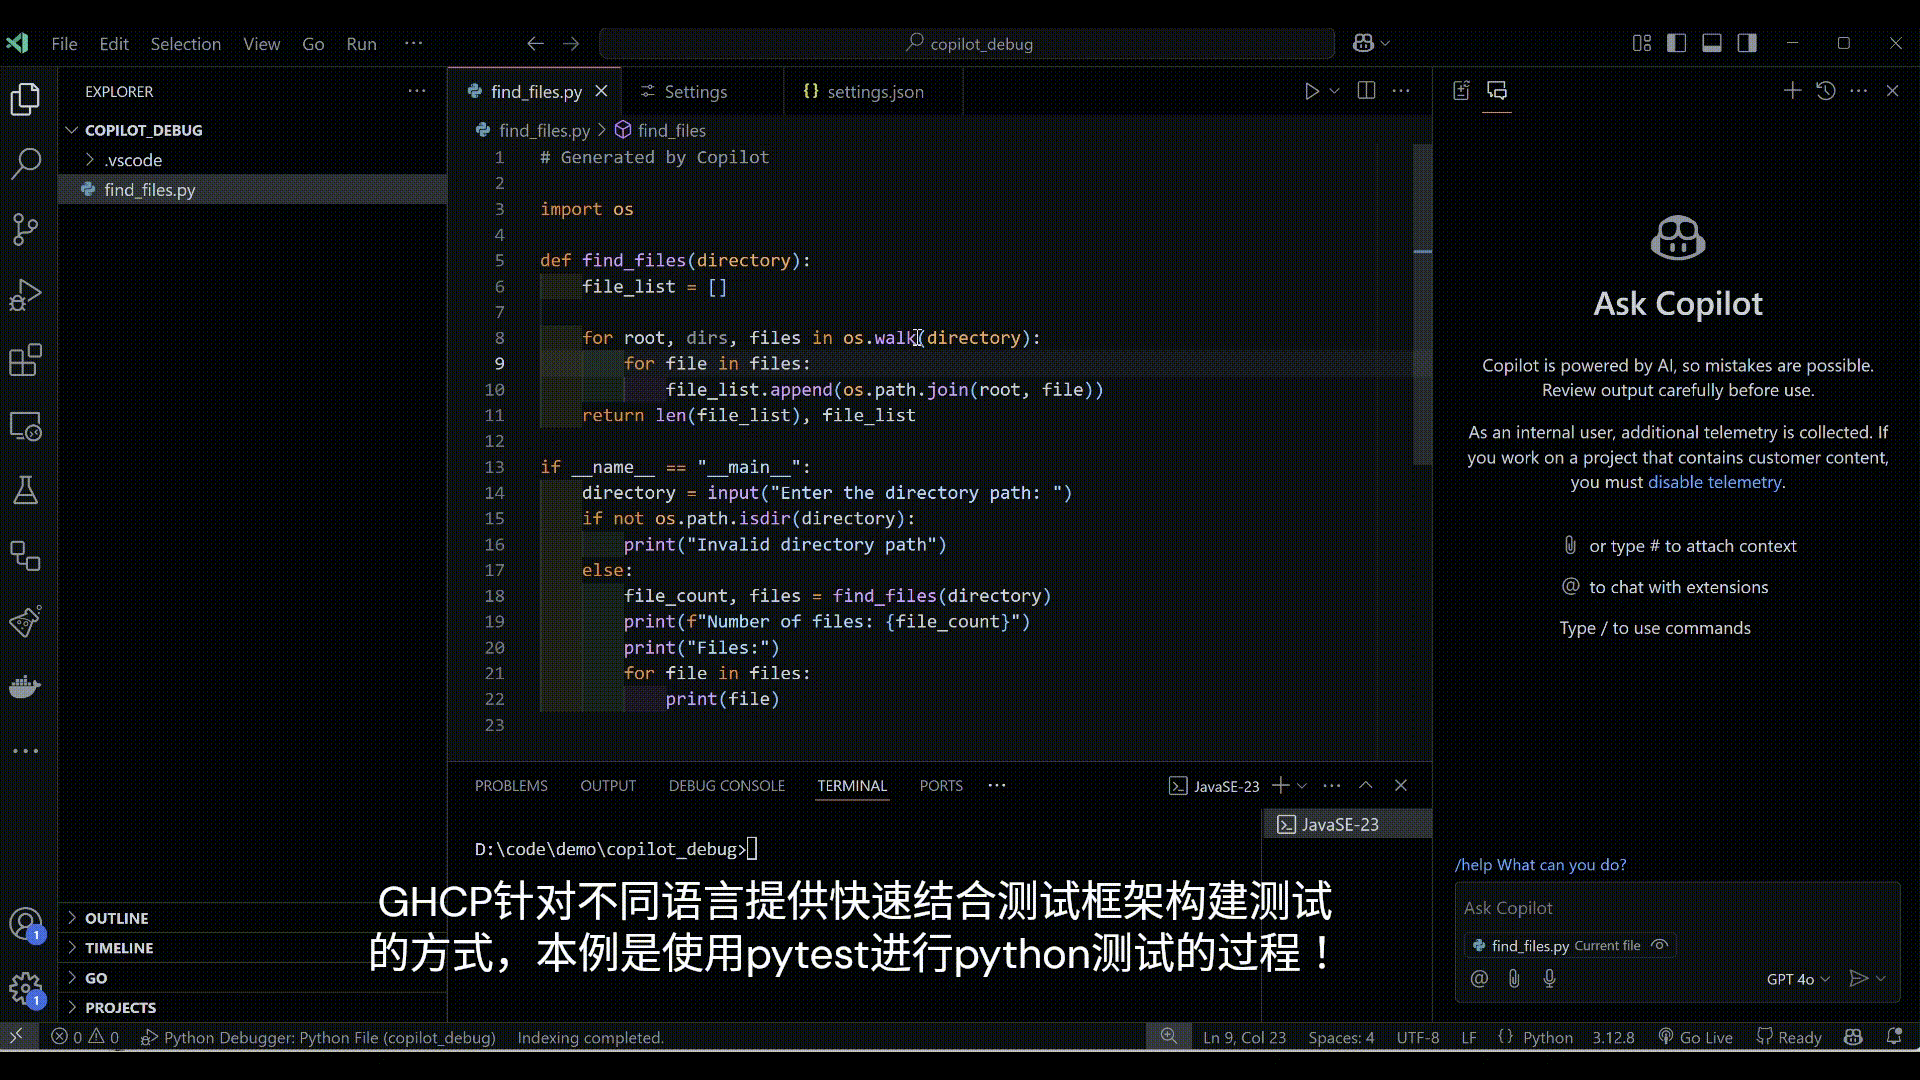 File Edit Selection View Go Run ···
copilot_debug
EXPLORER
COPILOT_DEBUG
.vscode
find_files.py
OUTLINE
TIMELINE
GO
PROJECTS
find_files.py
Settings
{} settings.json
find_files.py > find_files
1 # Generated by Copilot
2
3 import os
4
5 def find_files(directory):
6 file_list = []
7
8 for root, dirs, files in os.walk(directory):
9 for file in files:
10 file_list.append(os.path.join(root, file))
11 return len(file_list), file_list
12
13 if __name__ == "__main__":
14 directory = input("Enter the directory path: ")
15 if not os.path.isdir(directory):
16 print("Invalid directory path")
17 else:
18 file_count, files = find_files(directory)
19 print(f"Number of files: {file_count}")
20 print("Files:")
21 for file in files:
22 print(file)
23
PROBLEMS OUTPUT DEBUG CONSOLE TERMINAL PORTS ···
JavaSE-23
JavaSE-23
D:\code\demo\copilot_debug>
GHCP针对不同语言提供快速结合测试框架构建测试
的方式，本例是使用pytest进行python测试的过程！
Ask Copilot
Copilot is powered by AI, so mistakes are possible.
Review output carefully before use.
As an internal user, additional telemetry is collected. If
you work on a project that contains customer content,
you must disable telemetry.
or type # to attach context
@ to chat with extensions
Type / to use commands
/help What can you do?
Ask Copilot
find_files.py Current file
@
GPT 4o
1
1
0 0 Python Debugger: Python File (copilot_debug) Indexing completed.
Ln 9, Col 23 Spaces: 4 UTF-8 LF {} Python 3.12.8 Go Live Ready